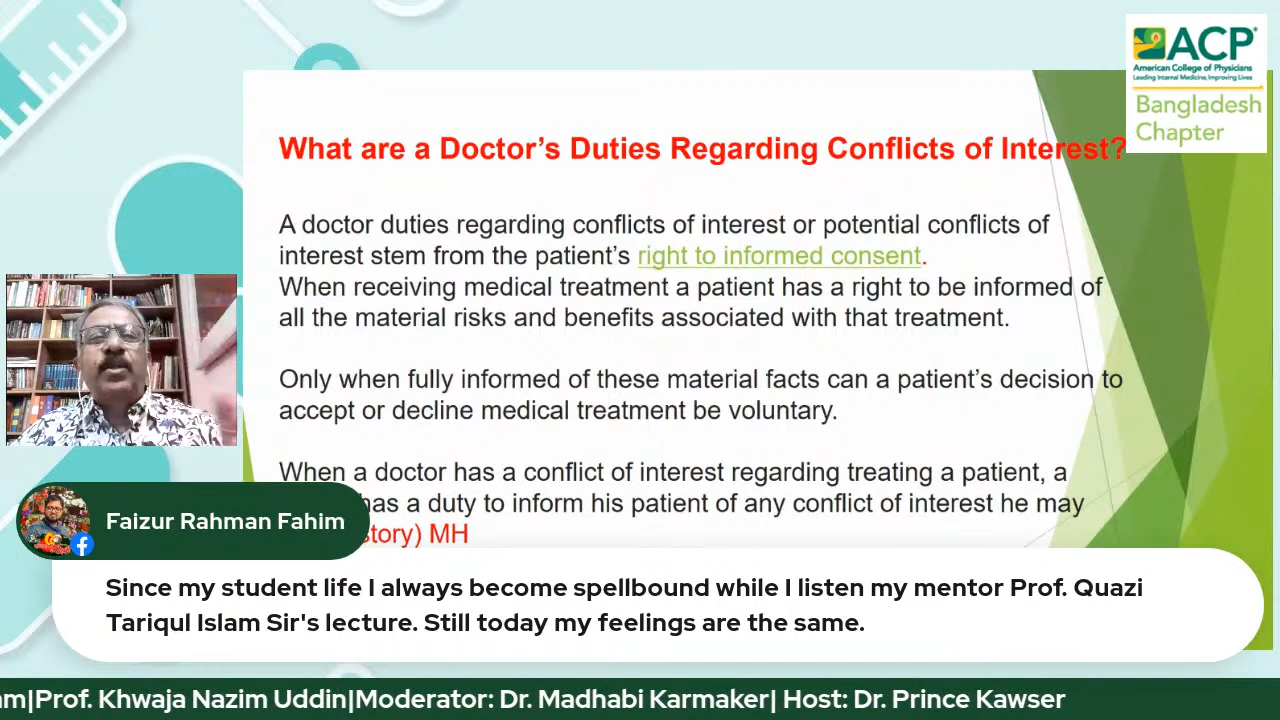 ACP®
American College of Physicians
Leading Internal Medicine, Improving Lives
Bangladesh
Chapter
What are a Doctor's Duties Regarding Conflicts of Interest?
A doctor duties regarding conflicts of interest or potential conflicts of
interest stem from the patient's right to informed consent.
When receiving medical treatment a patient has a right to be informed of
all the material risks and benefits associated with that treatment.
Only when fully informed of these material facts can a patient's decision to
accept or decline medical treatment be voluntary.
When a doctor has a conflict of interest regarding treating a patient, a
has a duty to inform his patient of any conflict of interest he may
story) MH
Faizur Rahman Fahim
Since my student life I always become spellbound while I listen my mentor Prof. Quazi
Tariqul Islam Sir's lecture. Still today my feelings are the same.
am|Prof. Khwaja Nazim Uddin|Moderator: Dr. Madhabi Karmaker| Host: Dr. Prince Kawser